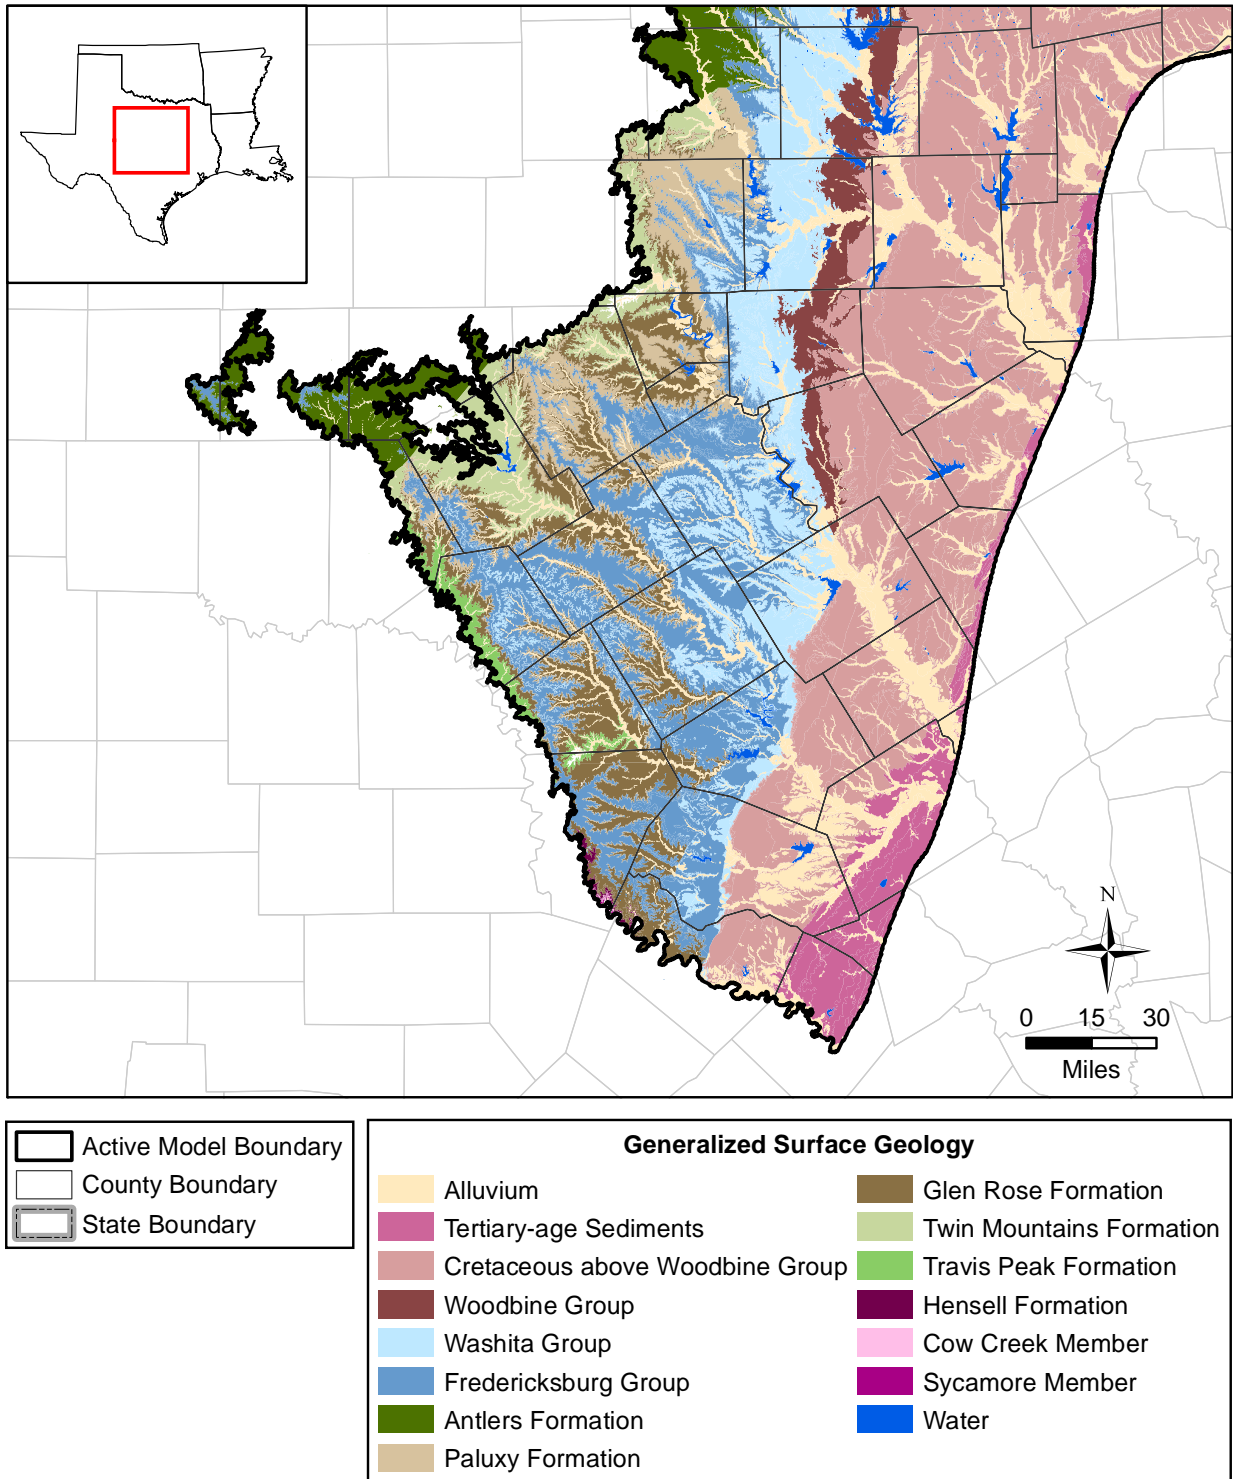 N
0 15 30
Miles
Active Model Boundary
County Boundary
State Boundary
Generalized Surface Geology
Alluvium
Tertiary-age Sediments
Cretaceous above Woodbine Group
Woodbine Group
Washita Group
Fredericksburg Group
Antlers Formation
Paluxy Formation
Glen Rose Formation
Twin Mountains Formation
Travis Peak Formation
Hensell Formation
Cow Creek Member
Sycamore Member
Water